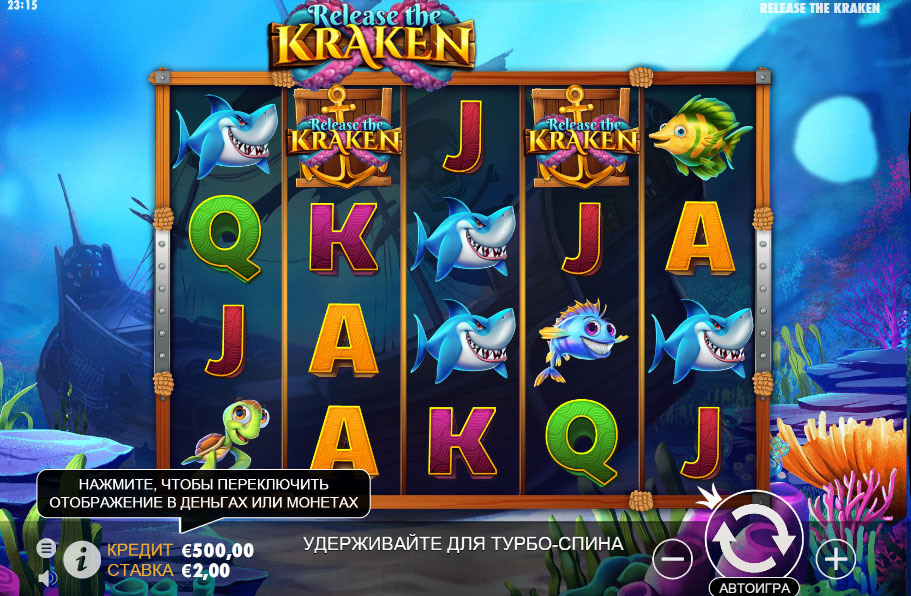 23:15
RELEASE THE KRAKEN
Release the
KRAKEN
Release the
KRAKEN
J
Release the
KRAKEN
Q
K
J
A
J
A
A
K
Q
J
НАЖМИТЕ, ЧТОБЫ ПЕРЕКЛЮЧИТЬ
ОТОБРАЖЕНИЕ В ДЕНЬГАХ ИЛИ МОНЕТАХ
i
КРЕДИТ €500,00
СТАВКА €2,00
УДЕРЖИВАЙТЕ ДЛЯ ТУРБО-СПИНА
− +
АВТОИГРА